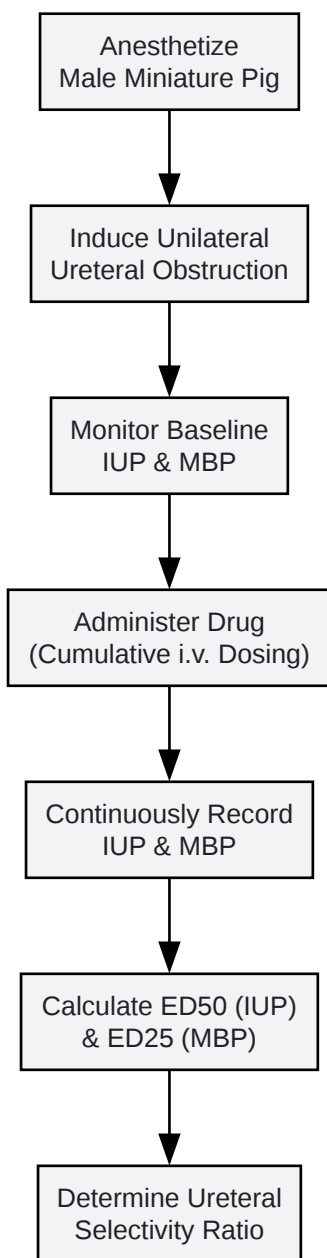 Anesthetize
Male Miniature Pig
Induce Unilateral
Ureteral Obstruction
Monitor Baseline
IUP & MBP
Administer Drug
(Cumulative i.v. Dosing)
Continuously Record
IUP & MBP
Calculate ED50 (IUP)
& ED25 (MBP)
Determine Ureteral
Selectivity Ratio